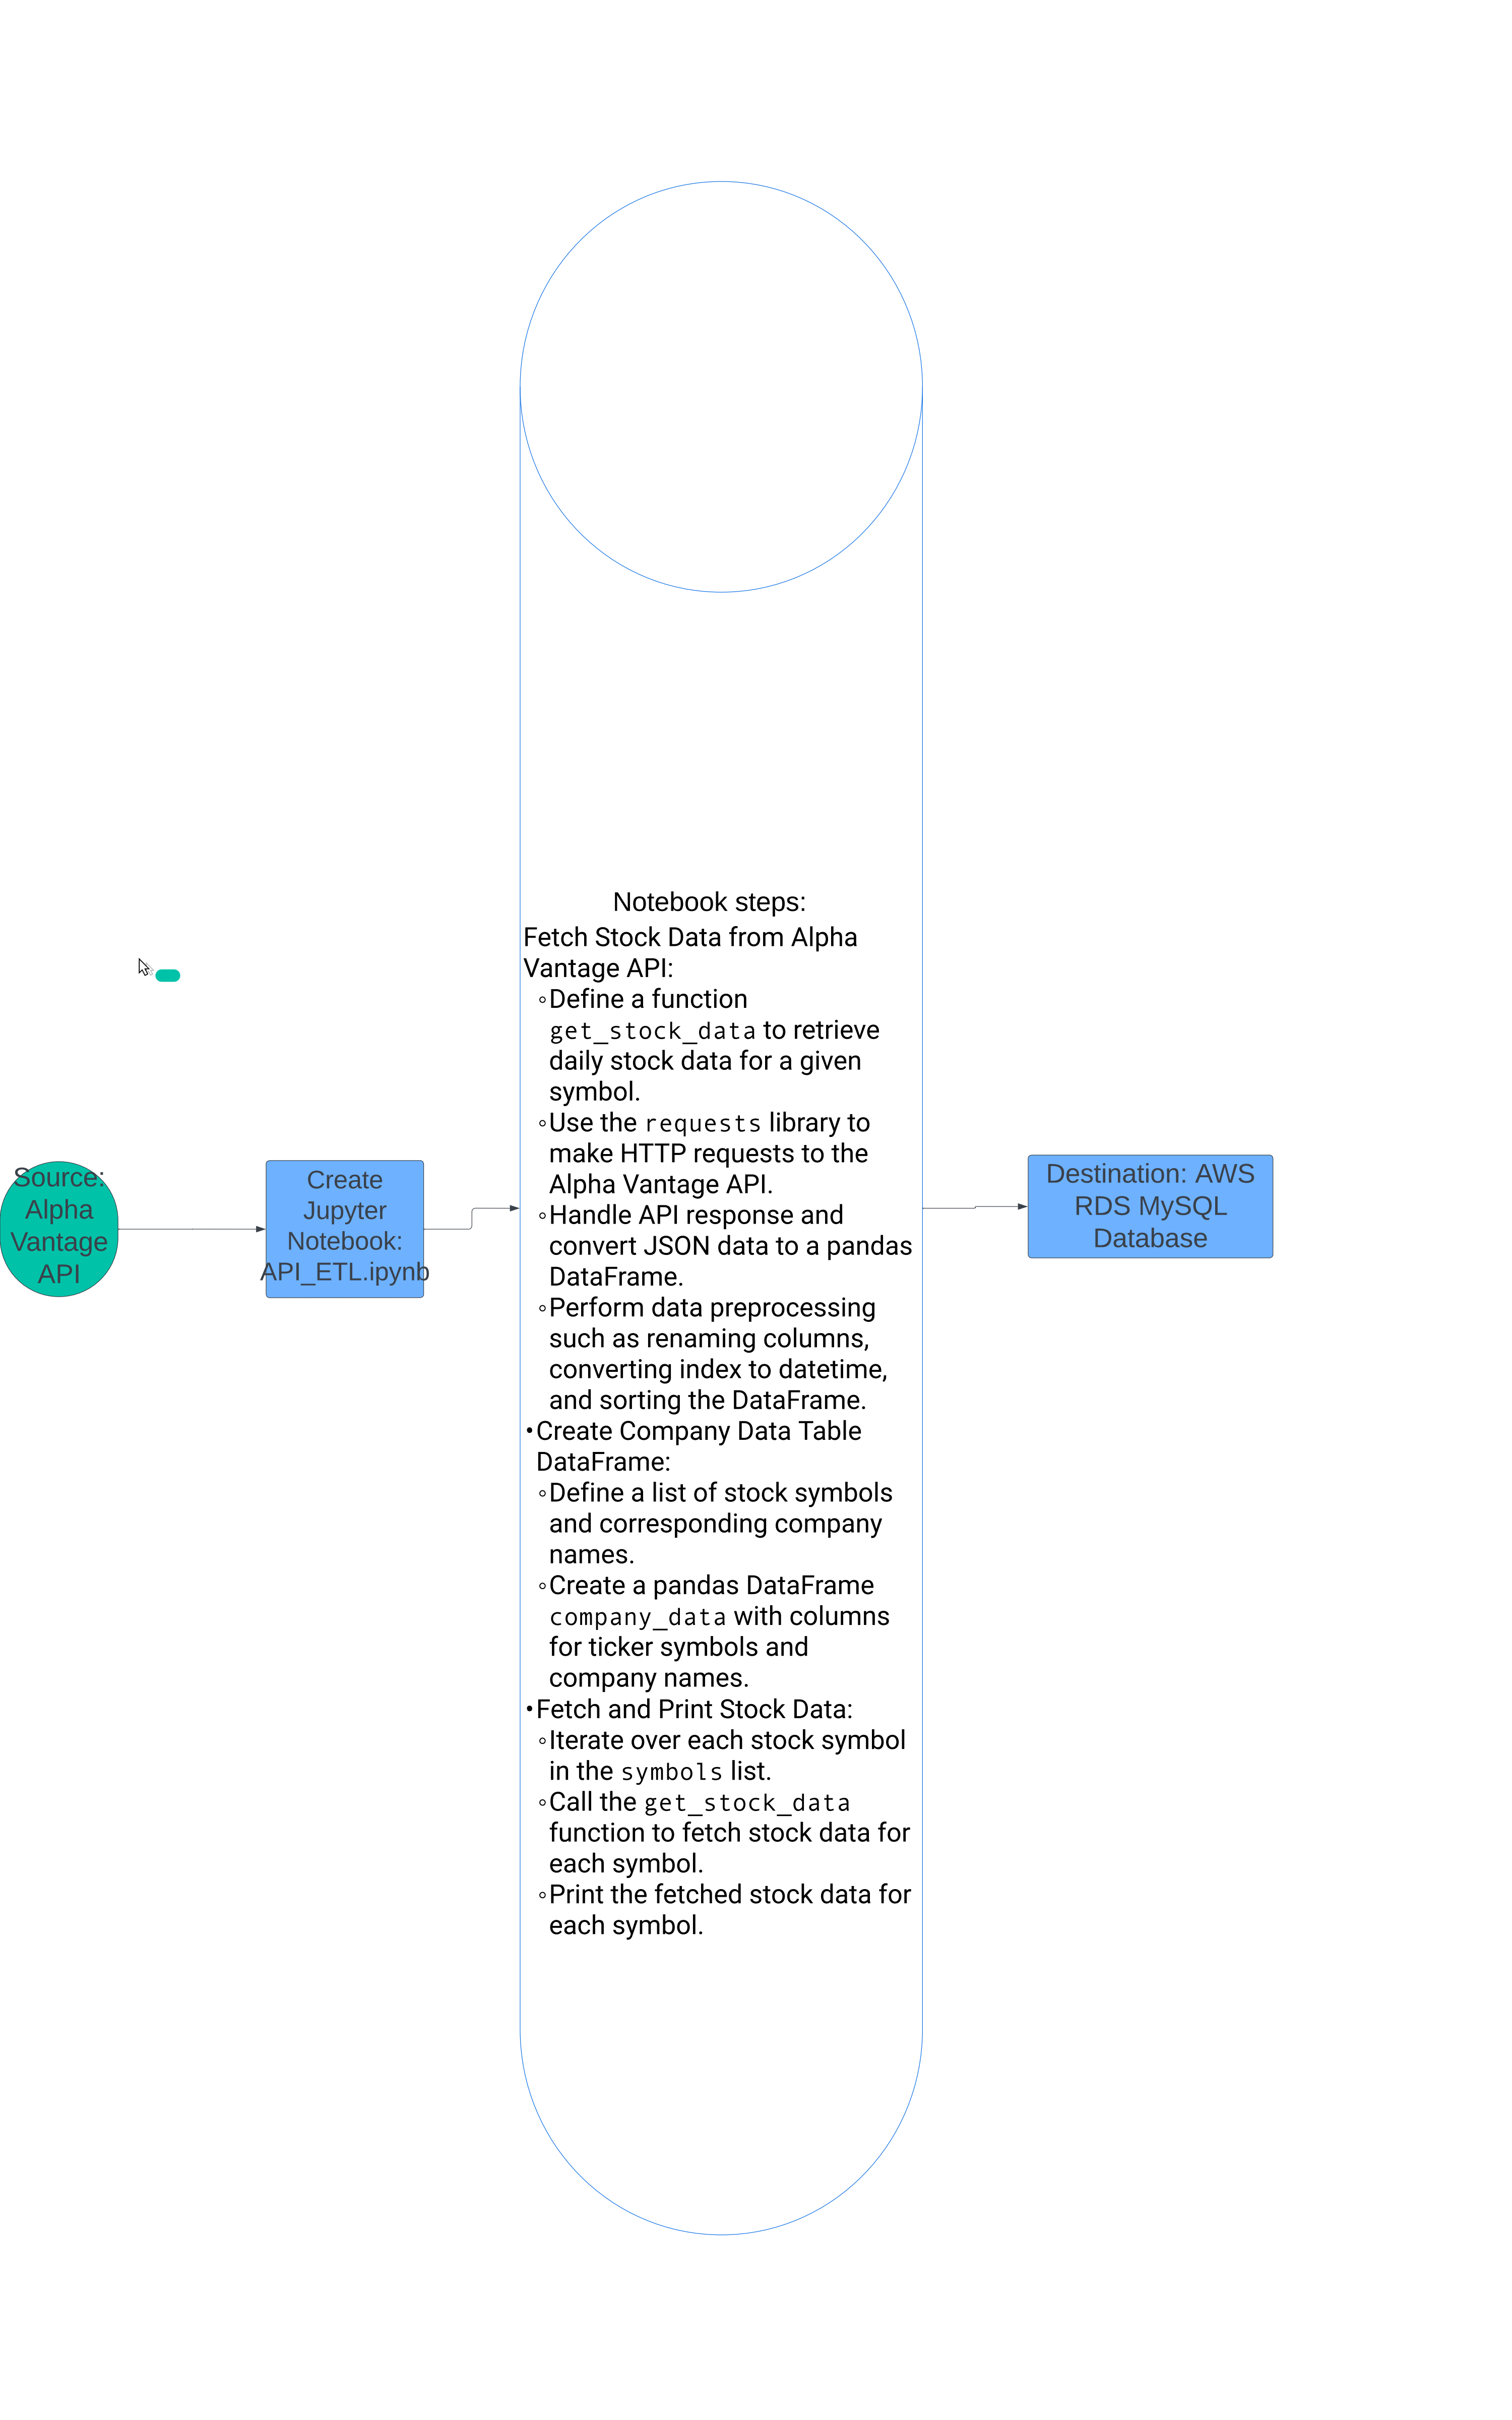 Source:
Alpha
Vantage
API
Create
Jupyter
Notebook:
API_ETL.ipynb
Notebook steps:
Fetch Stock Data from Alpha
Vantage API:
◦Define a function
get_stock_data to retrieve
daily stock data for a given
symbol.
◦Use the requests library to
make HTTP requests to the
Alpha Vantage API.
◦Handle API response and
convert JSON data to a pandas
DataFrame.
◦Perform data preprocessing
such as renaming columns,
converting index to datetime,
and sorting the DataFrame.
•Create Company Data Table
DataFrame:
◦Define a list of stock symbols
and corresponding company
names.
◦Create a pandas DataFrame
company_data with columns
for ticker symbols and
company names.
•Fetch and Print Stock Data:
◦Iterate over each stock symbol
in the symbols list.
◦Call the get_stock_data
function to fetch stock data for
each symbol.
◦Print the fetched stock data for
each symbol.
Destination: AWS
RDS MySQL
Database